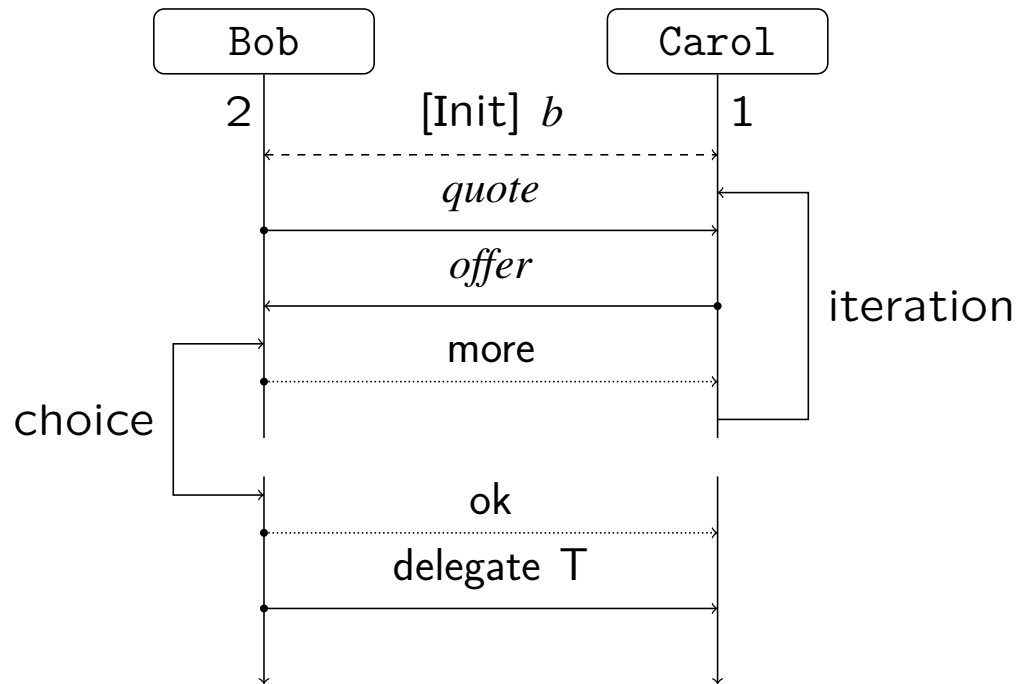 Bob Carol
2 [Init] b 1
quote
offer
iteration
more
choice
ok
delegate T